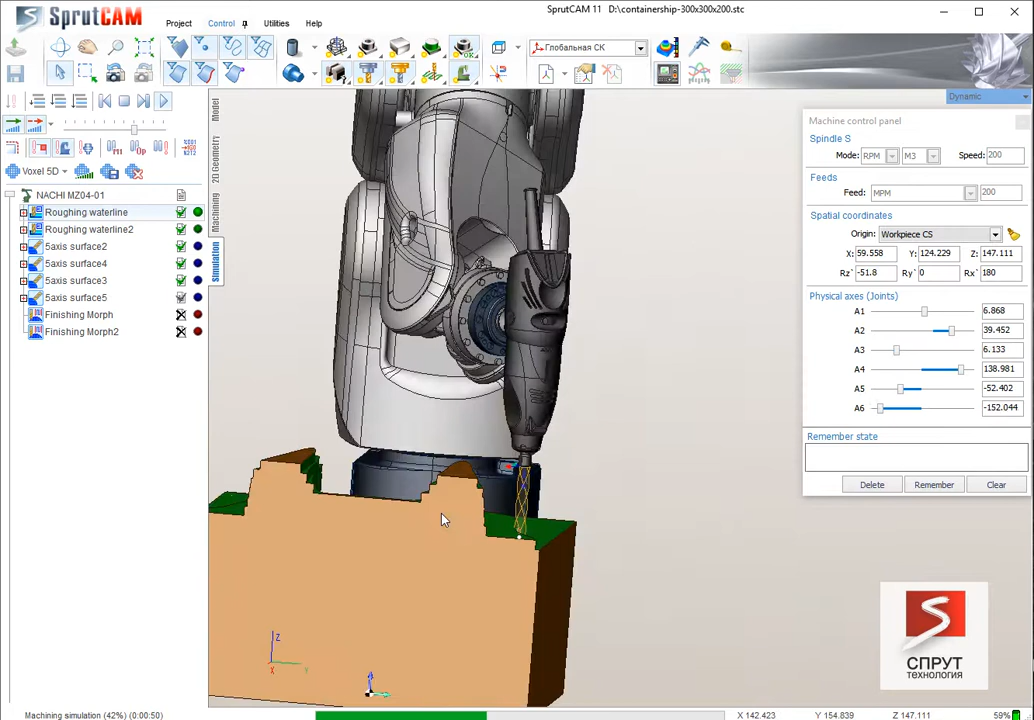 SprutCAM
Project
Control
Utilities
Help
SprutCAM 11 D:\containership-300x300x200.stc
Глобальная СК
Dynamic
Model
2D Geometry
Machining
Simulation
Voxel 5D
NACHI MZ04-01
Roughing waterline
Roughing waterline2
5axis surface2
5axis surface4
5axis surface3
5axis surface5
Finishing Morph
Finishing Morph2
Machine control panel
Spindle S
Mode: RPM M3 Speed: 200
Feeds
Feed: MPM 200
Spatial coordinates
Origin: Workpiece CS
X: 59.558 Y: 124.229 Z: 147.111
Rz` -51.8 Ry` 0 Rx` 180
Physical axes (Joints)
A1 6.868
A2 39.452
A3 6.133
A4 138.981
A5 -52.402
A6 -152.044
Remember state
Delete Remember Clear
Z
X Y
СПРУТ
ТЕХНОЛОГИЯ
Machining simulation (42%) (0:00:50)
X 142.423 Y 154.839 Z 147.111 59%